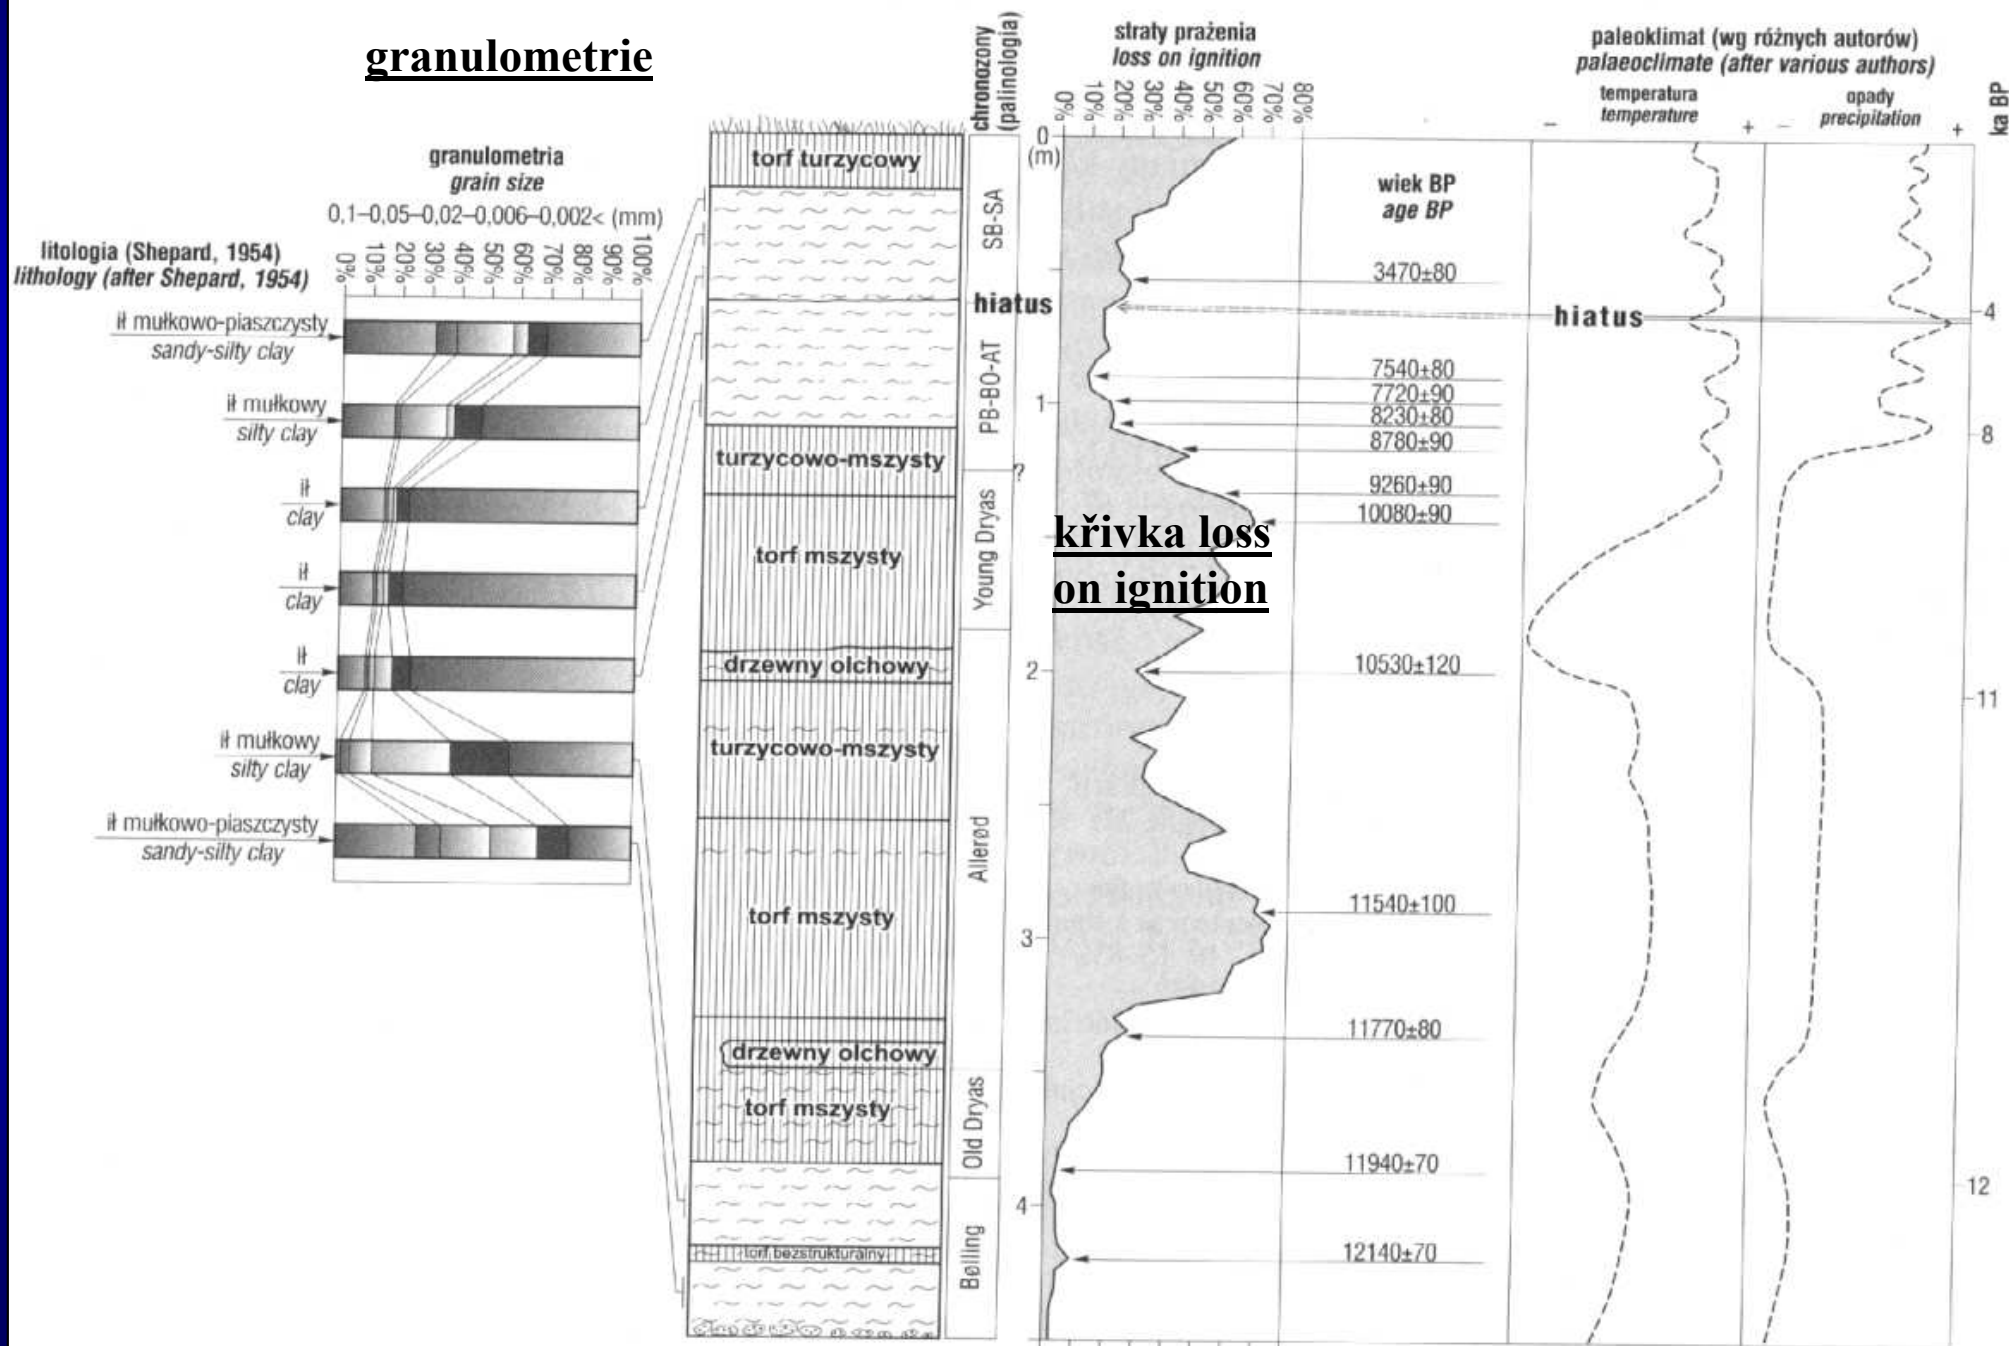 granulometrie
granulometria
grain size
0,1–0,05–0,02–0,006–0,002< (mm)
0% 10% 20% 30% 40% 50% 60% 70% 80% 90% 100%
litologia (Shepard, 1954)
lithology (after Shepard, 1954)
ił mułkowo-piaszczysty
sandy-silty clay
ił mułkowy
silty clay
ił
clay
ił
clay
ił
clay
ił mułkowy
silty clay
ił mułkowo-piaszczysty
sandy-silty clay
torf turzycowy
turzycowo-mszysty
torf mszysty
drzewny olchowy
turzycowo-mszysty
torf mszysty
drzewny olchowy
torf mszysty
torf bezstrukturalny
chronozony
(palinologia)
SB-SA
hiatus
PB-BO-AT
?
Young Dryas
Allerød
Old Dryas
Bølling
straty prażenia
loss on ignition
0% 10% 20% 30% 40% 50% 60% 70% 80%
0
(m)
1
2
3
4
křivka loss
on ignition
wiek BP
age BP
3470±80
hiatus
7540±80
7720±90
8230±80
8780±90
9260±90
10080±90
10530±120
11540±100
11770±80
11940±70
12140±70
paleoklimat (wg różnych autorów)
palaeoclimate (after various authors)
temperatura
temperature
– +
opady
precipitation
– +
ka BP
4
8
11
12